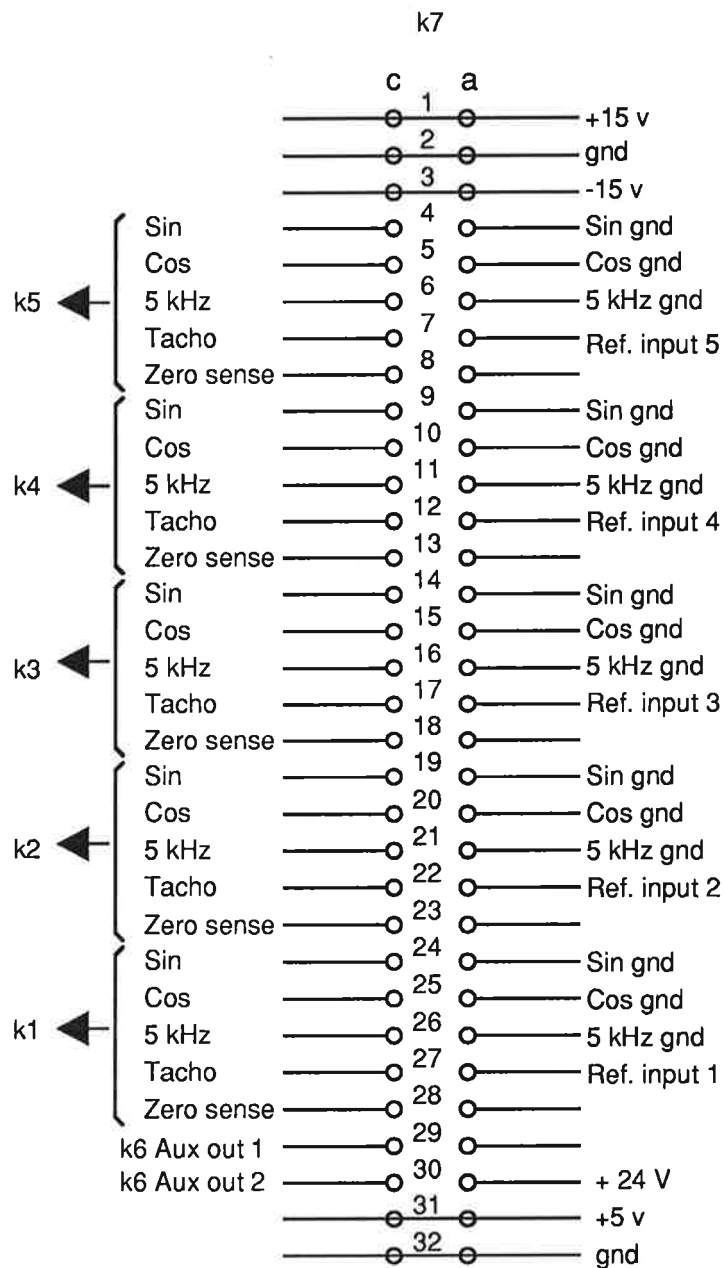 k7
c a
1 +15 v
2 gnd
3 -15 v
Sin 4 Sin gnd
Cos 5 Cos gnd
k5 5 kHz 6 5 kHz gnd
Tacho 7 Ref. input 5
Zero sense 8
Sin 9 Sin gnd
Cos 10 Cos gnd
k4 5 kHz 11 5 kHz gnd
Tacho 12 Ref. input 4
Zero sense 13
Sin 14 Sin gnd
Cos 15 Cos gnd
k3 5 kHz 16 5 kHz gnd
Tacho 17 Ref. input 3
Zero sense 18
Sin 19 Sin gnd
Cos 20 Cos gnd
k2 5 kHz 21 5 kHz gnd
Tacho 22 Ref. input 2
Zero sense 23
Sin 24 Sin gnd
Cos 25 Cos gnd
k1 5 kHz 26 5 kHz gnd
Tacho 27 Ref. input 1
Zero sense 28
k6 Aux out 1 29
k6 Aux out 2 30 + 24 V
31 +5 v
32 gnd